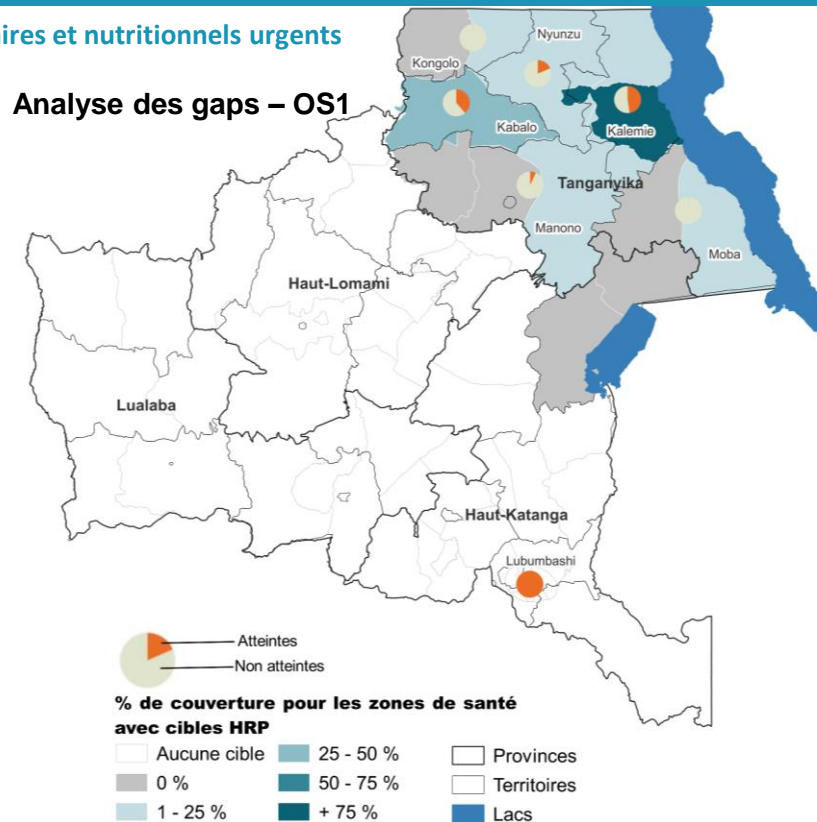 ires et nutritionnels urgents
Analyse des gaps – OS1
Nyunzu
Kongolo
Kabalo
Kalemie
Tanganyika
Manono
Moba
Haut-Lomami
Lualaba
Haut-Katanga
Lubumbashi
Atteintes
Non atteintes
% de couverture pour les zones de santé
avec cibles HRP
Aucune cible
0 %
1 - 25 %
25 - 50 %
50 - 75 %
+ 75 %
Provinces
Territoires
Lacs